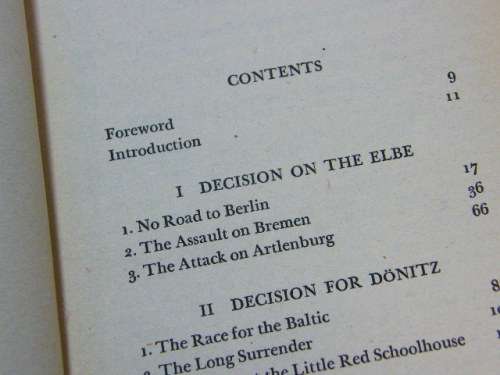 CONTENTS
Foreword 9
Introduction 11
I DECISION ON THE ELBE
1. No Road to Berlin 17
2. The Assault on Bremen 36
3. The Attack on Artlenburg 66
II DECISION FOR DÖNITZ
1. The Race for the Baltic
The Long Surrender
the Little Red Schoolhouse